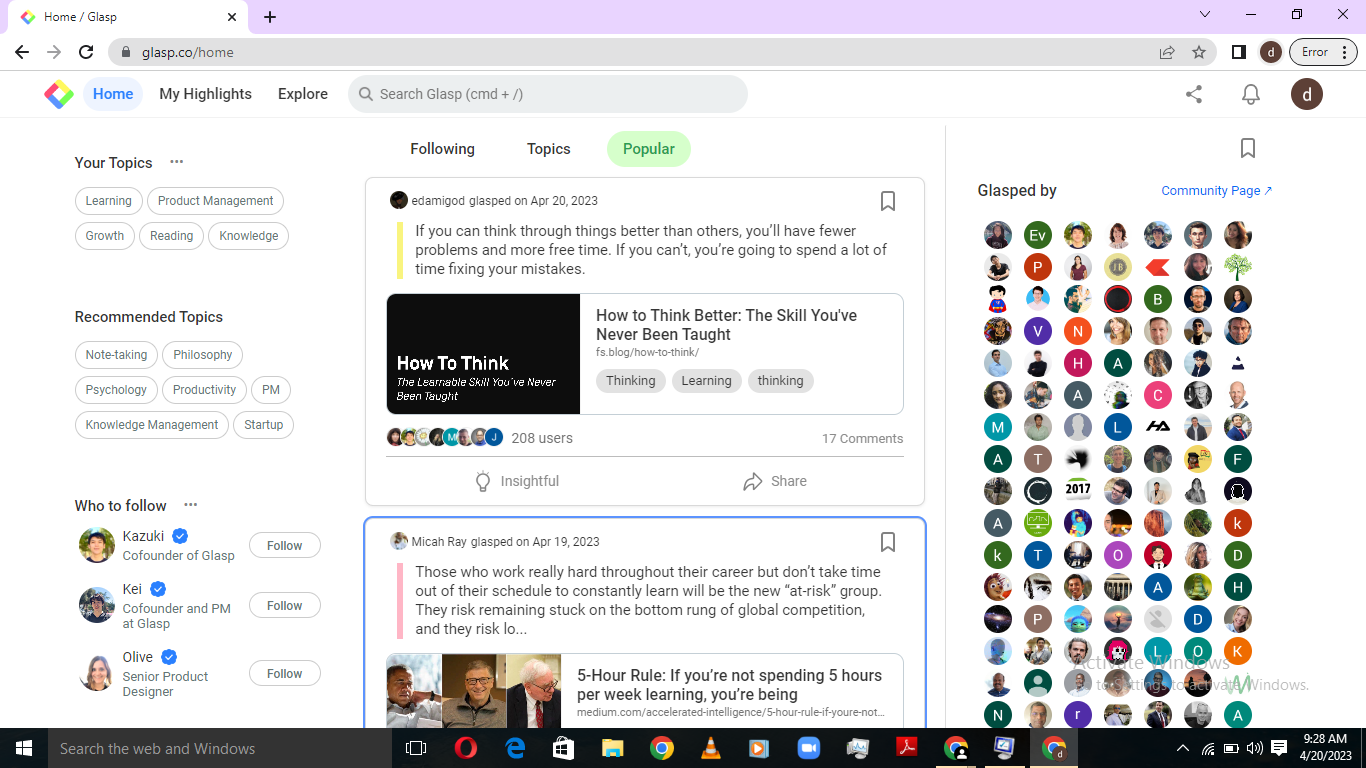 Home / Glasp
glasp.co/home
d
Error
Home
My Highlights
Explore
Search Glasp (cmd + /)
d
Your Topics
Learning
Product Management
Growth
Reading
Knowledge
Recommended Topics
Note-taking
Philosophy
Psychology
Productivity
PM
Knowledge Management
Startup
Who to follow
Kazuki
Cofounder of Glasp
Follow
Kei
Cofounder and PM
at Glasp
Follow
Olive
Senior Product
Designer
Follow
Following
Topics
Popular
edamigod glasped on Apr 20, 2023
If you can think through things better than others, you’ll have fewer
problems and more free time. If you can’t, you’re going to spend a lot of
time fixing your mistakes.
How To Think
The Learnable Skill You've Never
Been Taught
How to Think Better: The Skill You've
Never Been Taught
fs.blog/how-to-think/
Thinking
Learning
thinking
M
J
208 users
17 Comments
Insightful
Share
Micah Ray glasped on Apr 19, 2023
Those who work really hard throughout their career but don’t take time
out of their schedule to constantly learn will be the new “at-risk” group.
They risk remaining stuck on the bottom rung of global competition,
and they risk lo...
5-Hour Rule: If you’re not spending 5 hours
per week learning, you’re being
medium.com/accelerated-intelligence/5-hour-rule-if-youre-not...
Glasped by
Community Page ↗
Ev
P
JB
B
V
N
H
A
A
C
M
L
HA
A
T
F
2017
A
k
k
T
O
D
A
H
P
D
L
O
K
N
r
A
Activate Windows
Go to Settings to activate Windows.
Search the web and Windows
d
9:28 AM
4/20/2023